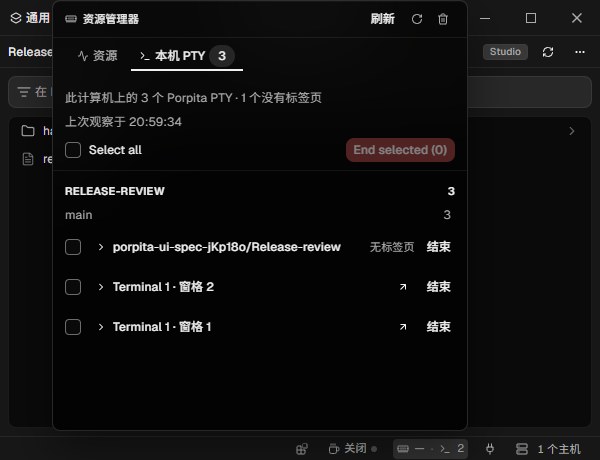 通用
资源管理器
刷新
资源
本机 PTY 3
Release
Studio
此计算机上的 3 个 Porpita PTY · 1 个没有标签页
上次观察于 20:59:34
Select all
End selected (0)
RELEASE-REVIEW 3
main 3
porpita-ui-spec-jKp18o/Release-review 无标签页 结束
Terminal 1 · 窗格 2 结束
Terminal 1 · 窗格 1 结束
关闭
2
1 个主机